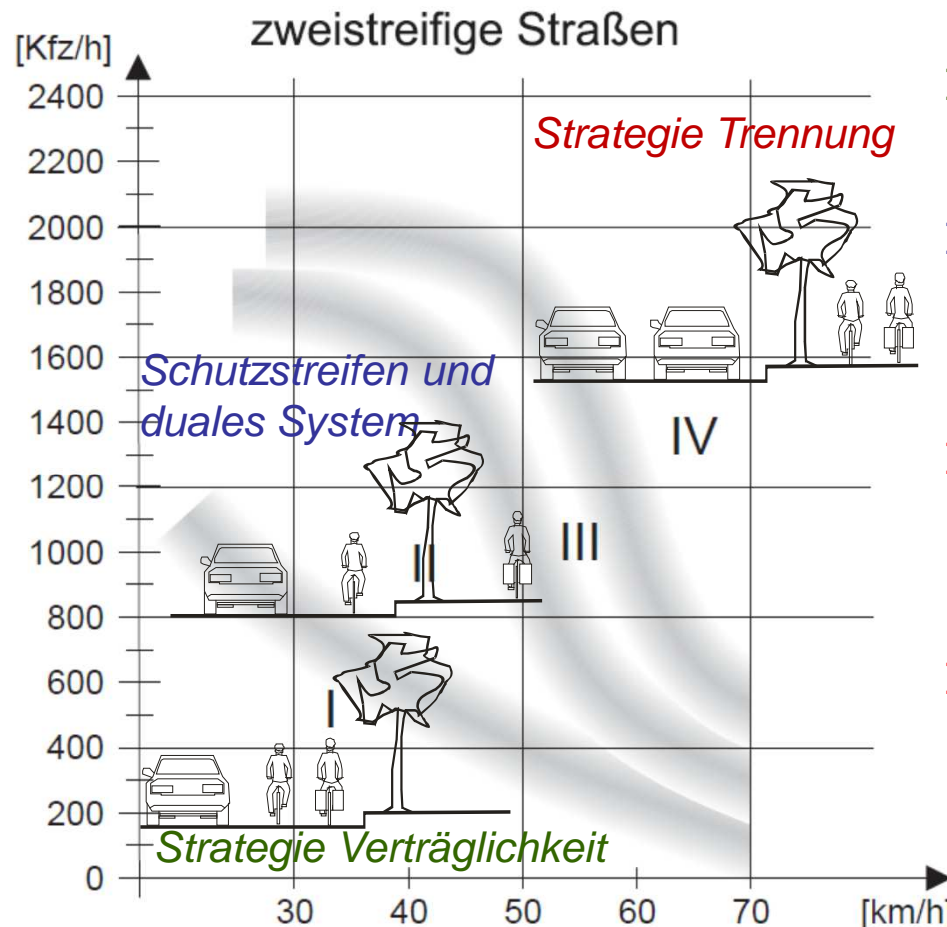 zweistreifige Straßen
[Kfz/h]
2400
2200
2000
1800
1600
1400
1200
1000
800
600
400
200
0
Strategie Trennung
Schutzstreifen und
duales System
IV
III
II
I
Strategie Verträglichkeit
30 40 50 60 70 [km/h